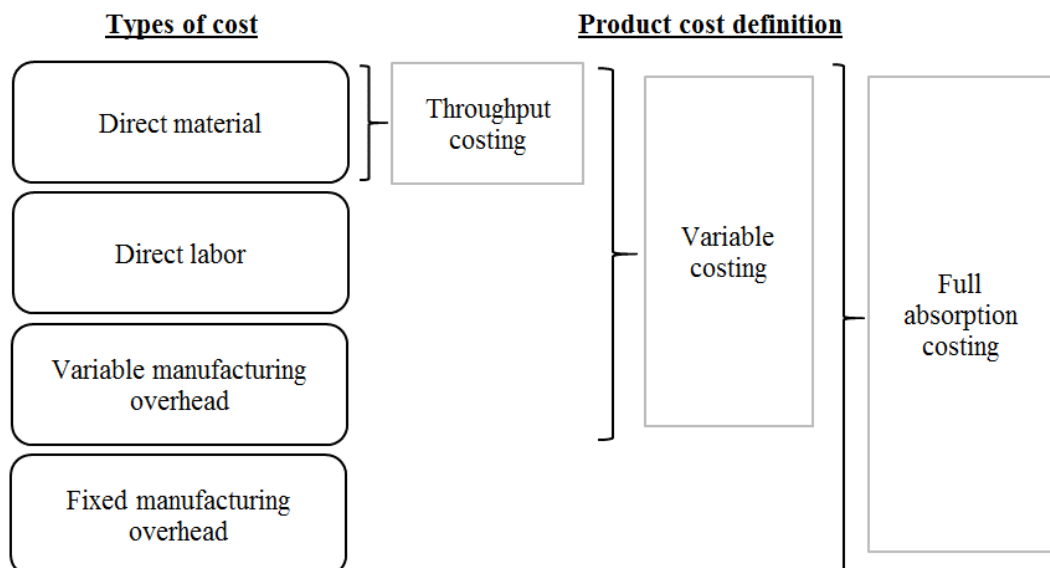 Types of cost
Product cost definition
Direct material
Throughput
costing
Direct labor
Variable
costing
Full
absorption
costing
Variable manufacturing
overhead
Fixed manufacturing
overhead